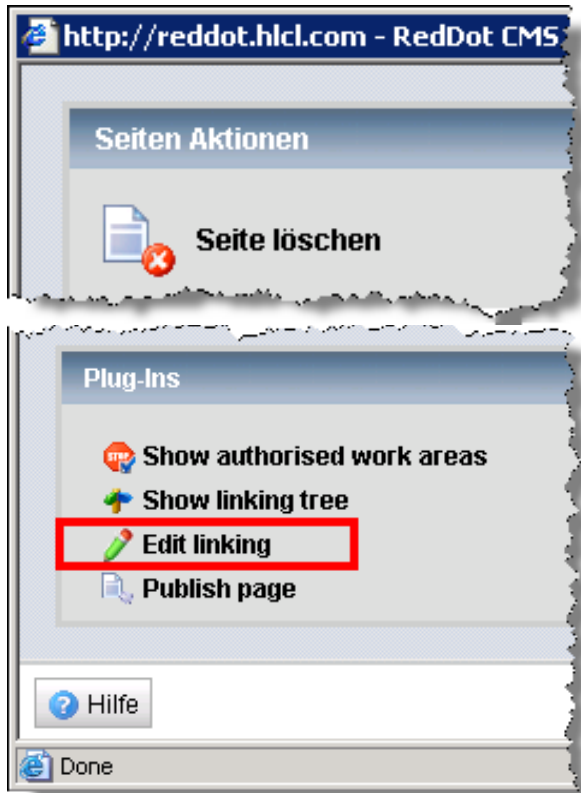 http://reddot.hlcl.com - RedDot CMS
Seiten Aktionen
Seite löschen
Plug-Ins
STOP
Show authorised work areas
Show linking tree
Edit linking
Publish page
? Hilfe
Done